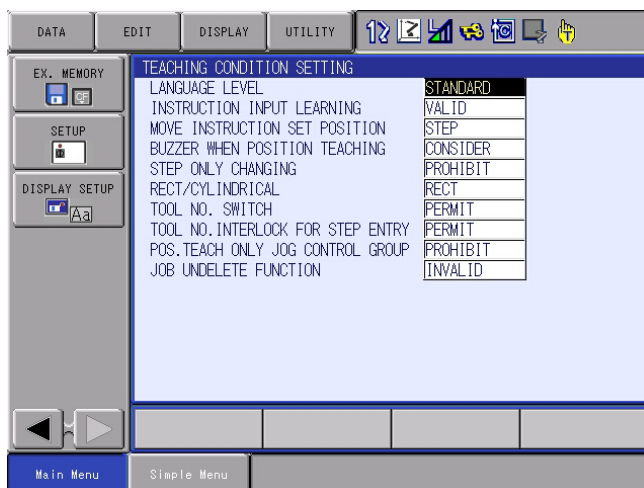 DATA EDIT DISPLAY UTILITY
EX. MEMORY
CF
SETUP
DISPLAY SETUP
Aa
TEACHING CONDITION SETTING
LANGUAGE LEVEL STANDARD
INSTRUCTION INPUT LEARNING VALID
MOVE INSTRUCTION SET POSITION STEP
BUZZER WHEN POSITION TEACHING CONSIDER
STEP ONLY CHANGING PROHIBIT
RECT/CYLINDRICAL RECT
TOOL NO. SWITCH PERMIT
TOOL NO.INTERLOCK FOR STEP ENTRY PERMIT
POS.TEACH ONLY JOG CONTROL GROUP PROHIBIT
JOB UNDELETE FUNCTION INVALID
Main Menu Simple Menu